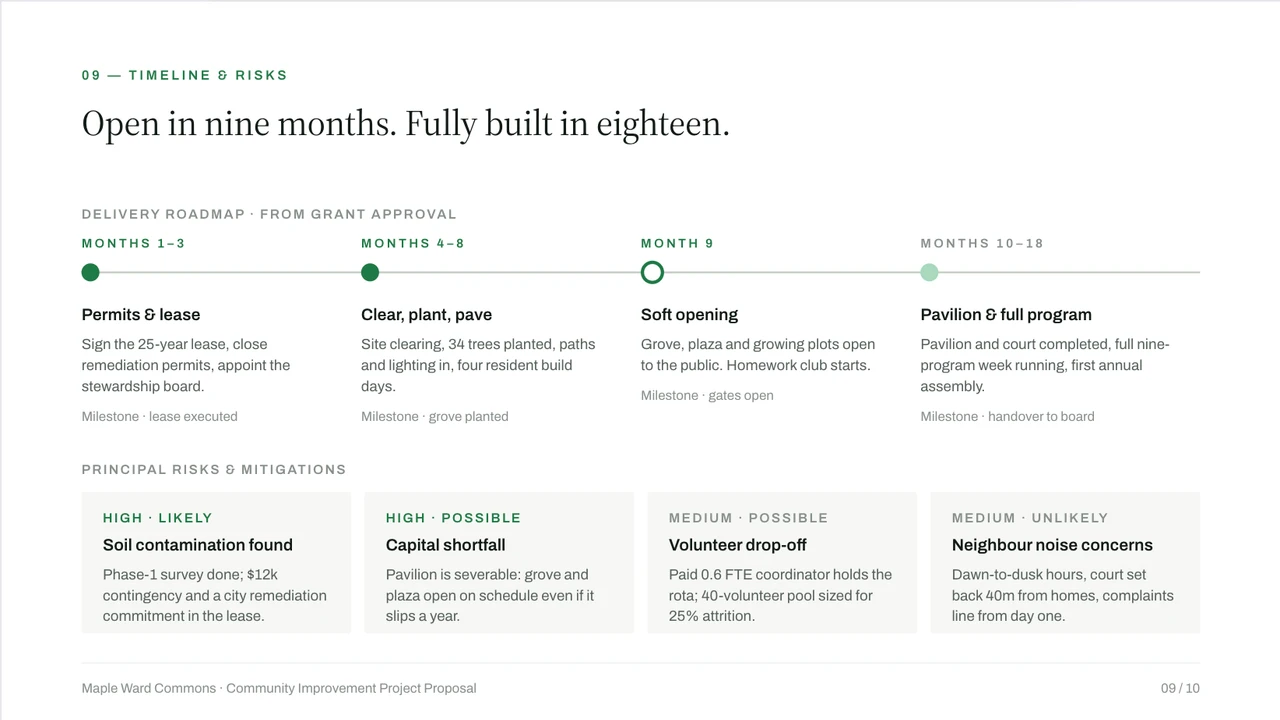 09 — TIMELINE & RISKS
Open in nine months. Fully built in eighteen.
DELIVERY ROADMAP · FROM GRANT APPROVAL
MONTHS 1–3
Permits & lease
Sign the 25-year lease, close
remediation permits, appoint the
stewardship board.
Milestone · lease executed
MONTHS 4–8
Clear, plant, pave
Site clearing, 34 trees planted, paths
and lighting in, four resident build
days.
Milestone · grove planted
MONTH 9
Soft opening
Grove, plaza and growing plots open
to the public. Homework club starts.
Milestone · gates open
MONTHS 10–18
Pavilion & full program
Pavilion and court completed, full nine-
program week running, first annual
assembly.
Milestone · handover to board
PRINCIPAL RISKS & MITIGATIONS
HIGH · LIKELY
Soil contamination found
Phase-1 survey done; $12k
contingency and a city remediation
commitment in the lease.
HIGH · POSSIBLE
Capital shortfall
Pavilion is severable: grove and
plaza open on schedule even if it
slips a year.
MEDIUM · POSSIBLE
Volunteer drop-off
Paid 0.6 FTE coordinator holds the
rota; 40-volunteer pool sized for
25% attrition.
MEDIUM · UNLIKELY
Neighbour noise concerns
Dawn-to-dusk hours, court set
back 40m from homes, complaints
line from day one.
Maple Ward Commons · Community Improvement Project Proposal
09 / 10